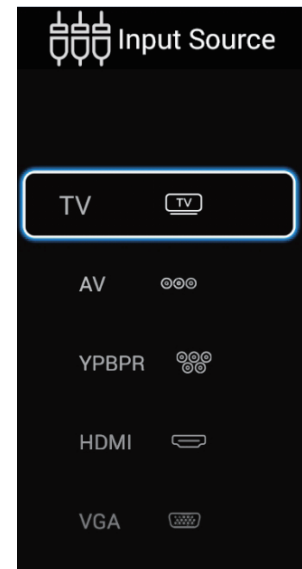 Input Source
TV TV
AV
YPBPR
HDMI
VGA